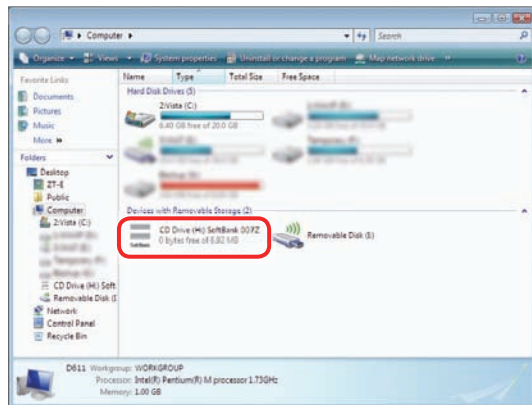 Computer
Search
Organize Views System properties Uninstall or change a program Map network drive
Favorite Links
Documents
Pictures
Music
More
Folders
Desktop
ZT-E
Public
Computer
2:Vista (C:)
CD Drive (H:) Soft
Removable Disk (I:
Network
Control Panel
Recycle Bin
Name Type Total Size Free Space
Hard Disk Drives (5)
2:Vista (C:)
6.40 GB free of 20.0 GB
Devices with Removable Storage (2)
CD Drive (H:) SoftBank 003Z
0 bytes free of 6.92 MB
SoftBank
Removable Disk (I:)
D611 Workgroup: WORKGROUP
Processor: Intel(R) Pentium(R) M processor 1.73GHz
Memory: 1.00 GB